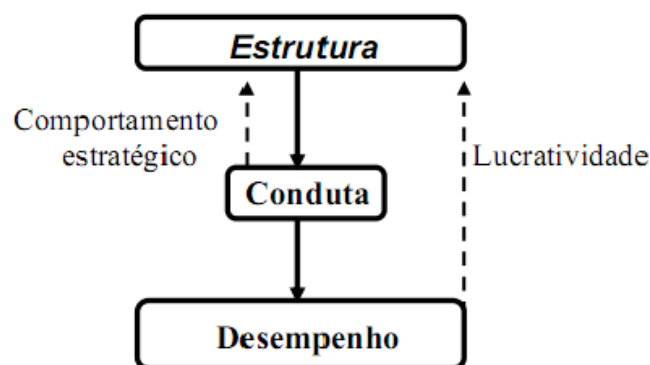 Estrutura
Comportamento
estratégico
Lucratividade
Conduta
Desempenho